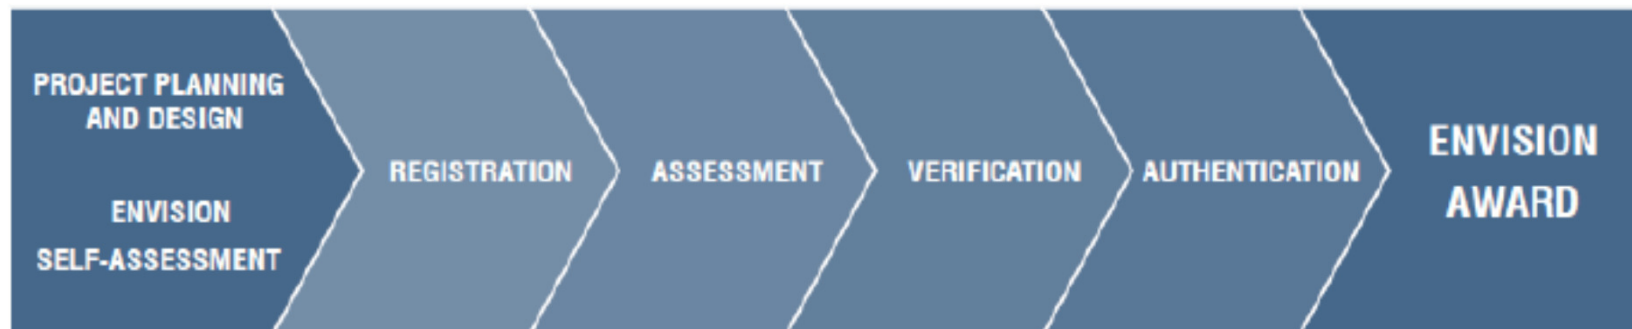 PROJECT PLANNING
AND DESIGN
ENVISION
SELF-ASSESSMENT
REGISTRATION
ASSESSMENT
VERIFICATION
AUTHENTICATION
ENVISION
AWARD